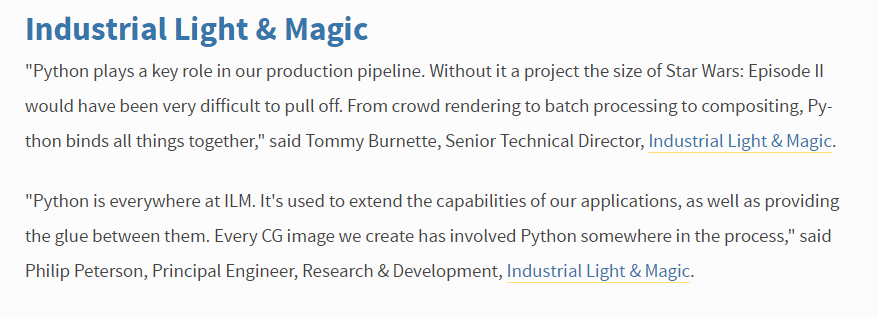 Industrial Light & Magic
"Python plays a key role in our production pipeline. Without it a project the size of Star Wars: Episode II
would have been very difficult to pull off. From crowd rendering to batch processing to compositing, Py-
thon binds all things together," said Tommy Burnette, Senior Technical Director, Industrial Light & Magic.
"Python is everywhere at ILM. It's used to extend the capabilities of our applications, as well as providing
the glue between them. Every CG image we create has involved Python somewhere in the process," said
Philip Peterson, Principal Engineer, Research & Development, Industrial Light & Magic.